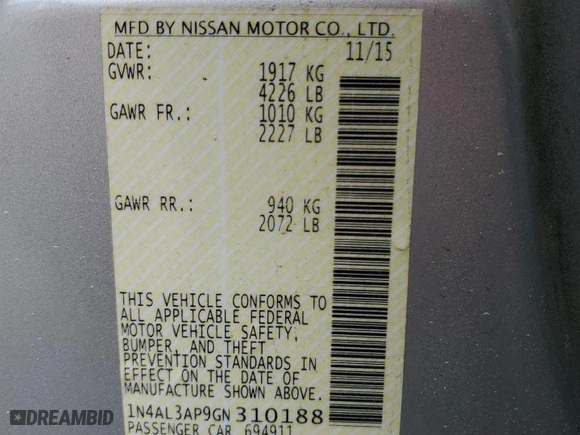 MFD BY NISSAN MOTOR CO., LTD.
DATE: 11/15
GVWR: 1917 KG
4226 LB
GAWR FR.: 1010 KG
2227 LB
GAWR RR.: 940 KG
2072 LB
THIS VEHICLE CONFORMS TO
ALL APPLICABLE FEDERAL
MOTOR VEHICLE SAFETY,
BUMPER, AND THEFT
PREVENTION STANDARDS IN
EFFECT ON THE DATE OF
MANUFACTURE SHOWN ABOVE.
1N4AL3AP9GN310188
PASSENGER CAR 694911
DREAMBID